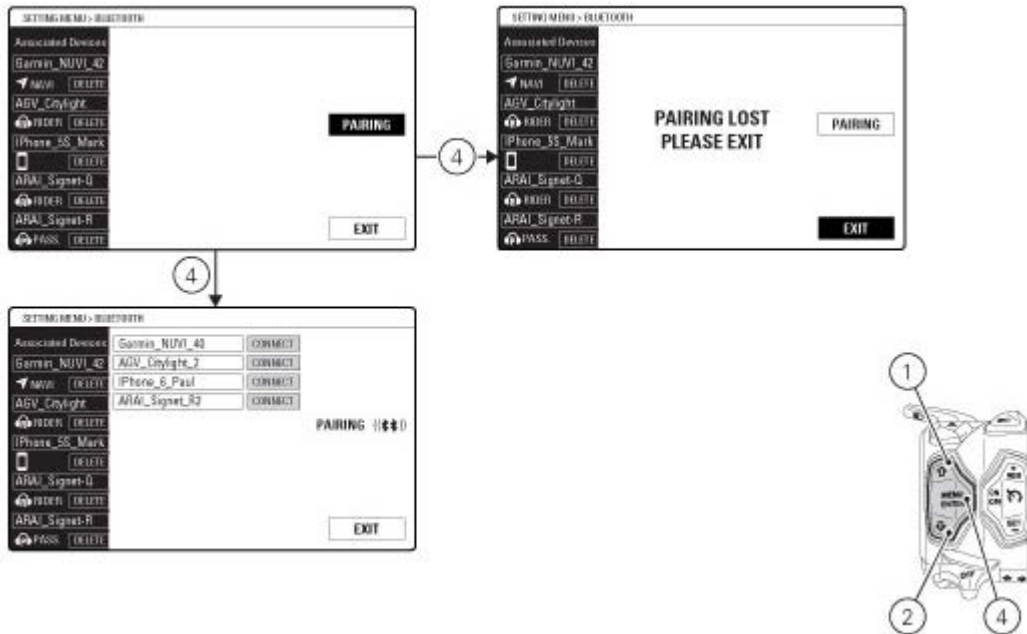 SETTING MENU > BLUETOOTH
Associated Devices
Garmin_NUVI_42
NAVI DELETE
AGV_Citylight
RIDER DELETE
IPhone_5S_Mark
DELETE
ARAI_Signet-Q
RIDER DELETE
ARAI_Signet-R
PASS. DELETE
PAIRING
EXIT
4
SETTING MENU > BLUETOOTH
Associated Devices
Garmin_NUVI_42
NAVI DELETE
AGV_Citylight
RIDER DELETE
IPhone_5S_Mark
DELETE
ARAI_Signet-Q
RIDER DELETE
ARAI_Signet-R
PASS. DELETE
PAIRING LOST
PLEASE EXIT
PAIRING
EXIT
4
SETTING MENU > BLUETOOTH
Associated Devices
Garmin_NUVI_42
NAVI DELETE
AGV_Citylight
RIDER DELETE
IPhone_5S_Mark
DELETE
ARAI_Signet-Q
RIDER DELETE
ARAI_Signet-R
PASS. DELETE
Garmin_NUVI_40 CONNECT
AGV_Citylight_2 CONNECT
IPhone_6_Paul CONNECT
ARAI_Signet_R2 CONNECT
PAIRING
EXIT
1
MENU
ENTER
SET
OFF
2
4